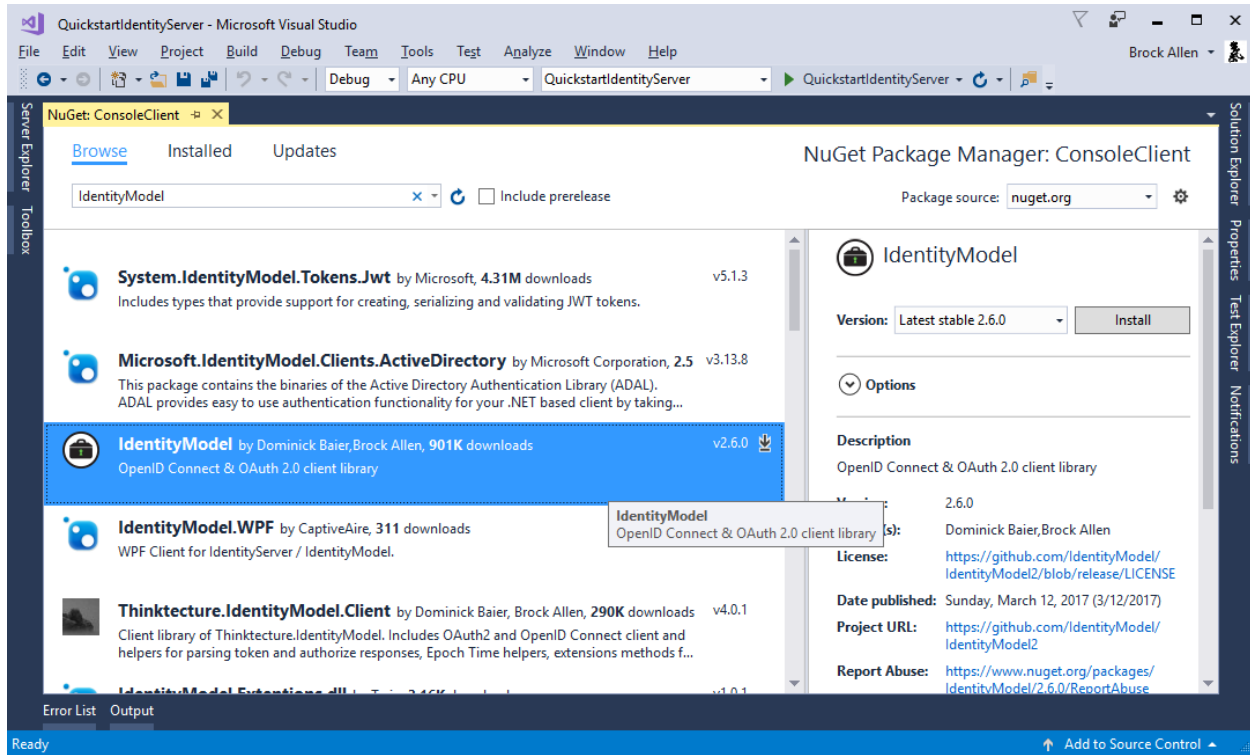 QuickstartIdentityServer - Microsoft Visual Studio
File Edit View Project Build Debug Team Tools Test Analyze Window Help
Brock Allen
Debug Any CPU QuickstartIdentityServer QuickstartIdentityServer
Server Explorer
Toolbox
NuGet: ConsoleClient
Browse Installed Updates
NuGet Package Manager: ConsoleClient
IdentityModel
Include prerelease
Package source: nuget.org
System.IdentityModel.Tokens.Jwt by Microsoft, 4.31M downloads v5.1.3
Includes types that provide support for creating, serializing and validating JWT tokens.
Microsoft.IdentityModel.Clients.ActiveDirectory by Microsoft Corporation, 2.5 v3.13.8
This package contains the binaries of the Active Directory Authentication Library (ADAL).
ADAL provides easy to use authentication functionality for your .NET based client by taking...
IdentityModel by Dominick Baier,Brock Allen, 901K downloads v2.6.0
OpenID Connect & OAuth 2.0 client library
IdentityModel
OpenID Connect & OAuth 2.0 client library
IdentityModel.WPF by CaptiveAire, 311 downloads
WPF Client for IdentityServer / IdentityModel.
Thinktecture.IdentityModel.Client by Dominick Baier, Brock Allen, 290K downloads v4.0.1
Client library of Thinktecture.IdentityModel. Includes OAuth2 and OpenID Connect client and
helpers for parsing token and authorize responses, Epoch Time helpers, extensions methods f...
IdentityModel
Version: Latest stable 2.6.0 Install
Options
Description
OpenID Connect & OAuth 2.0 client library
2.6.0
Dominick Baier,Brock Allen
License: https://github.com/IdentityModel/
IdentityModel2/blob/release/LICENSE
Date published: Sunday, March 12, 2017 (3/12/2017)
Project URL: https://github.com/IdentityModel/
IdentityModel2
Report Abuse: https://www.nuget.org/packages/
IdentityModel/2.6.0/ReportAbuse
Solution Explorer
Properties
Test Explorer
Notifications
Error List Output
Ready
Add to Source Control